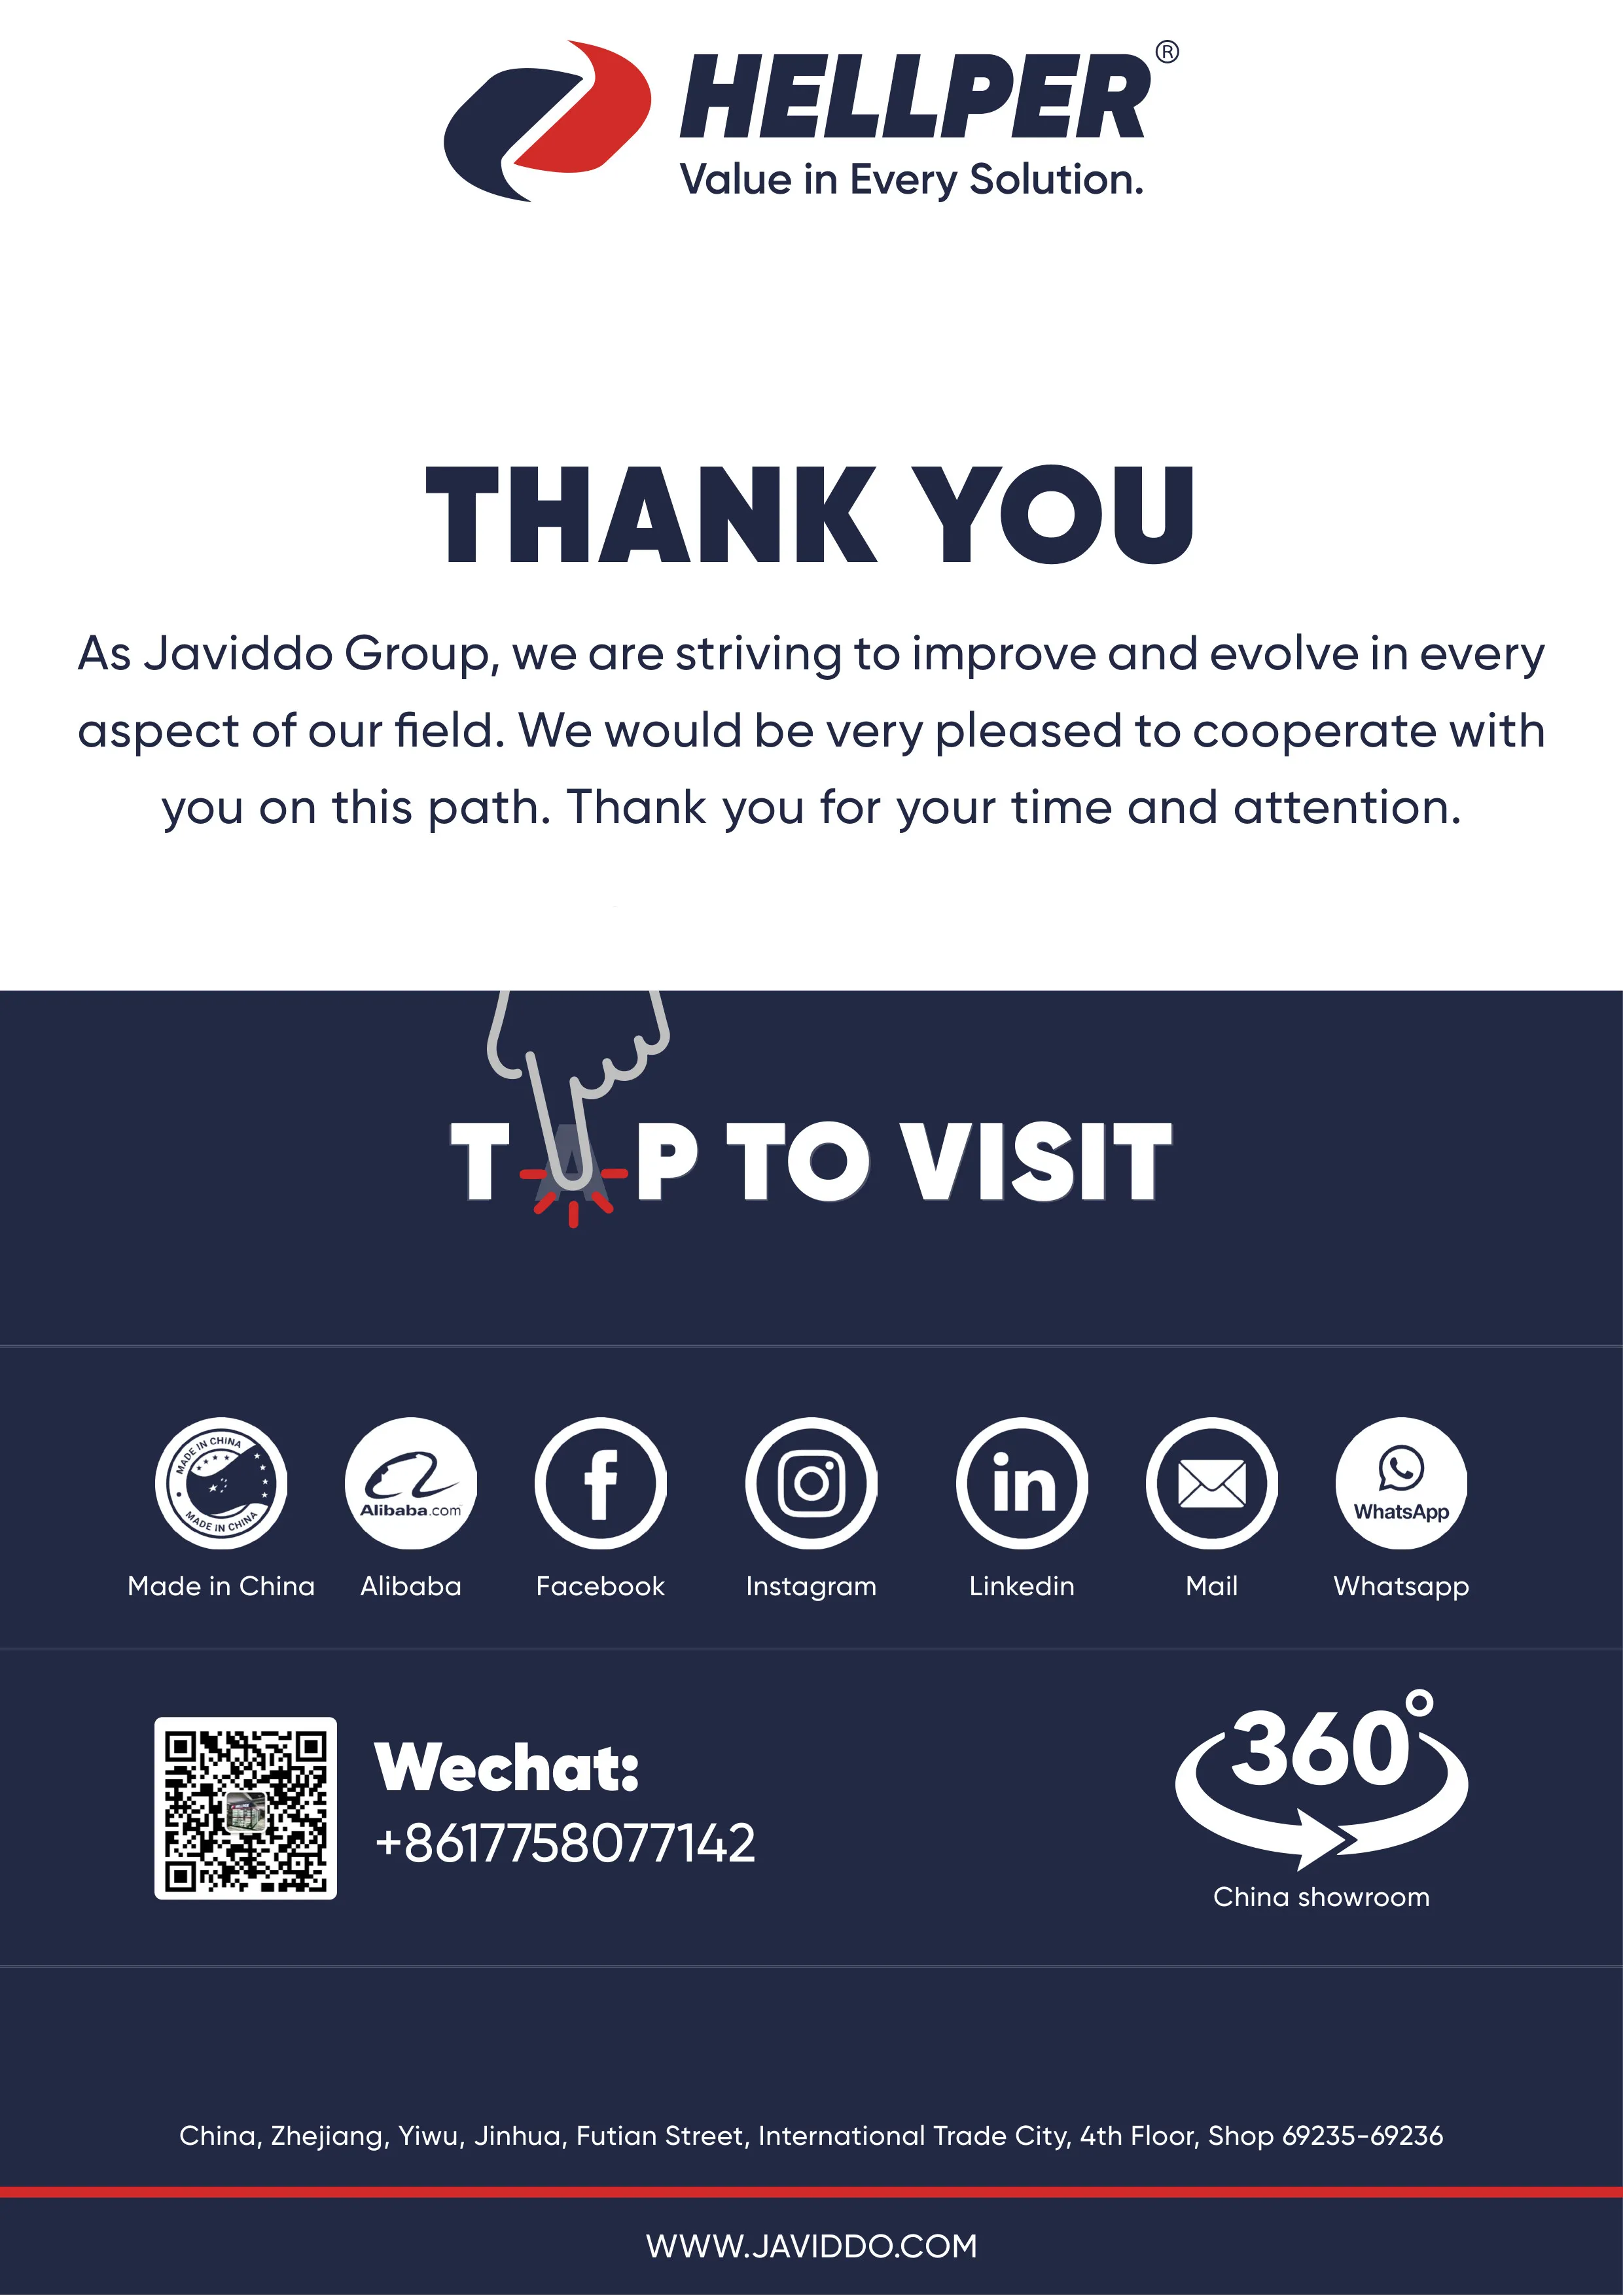 HELLPER®
Value in Every Solution.
THANK YOU
As Javiddo Group, we are striving to improve and evolve in every
aspect of our field. We would be very pleased to cooperate with
you on this path. Thank you for your time and attention.
TAP TO VISIT
MADE IN CHINA
MADE IN CHINA
Alibaba.com
WhatsApp
Made in China
Alibaba
Facebook
Instagram
Linkedin
Mail
Whatsapp
Wechat:
+8617758077142
360°
China showroom
China, Zhejiang, Yiwu, Jinhua, Futian Street, International Trade City, 4th Floor, Shop 69235-69236
WWW.JAVIDDO.COM